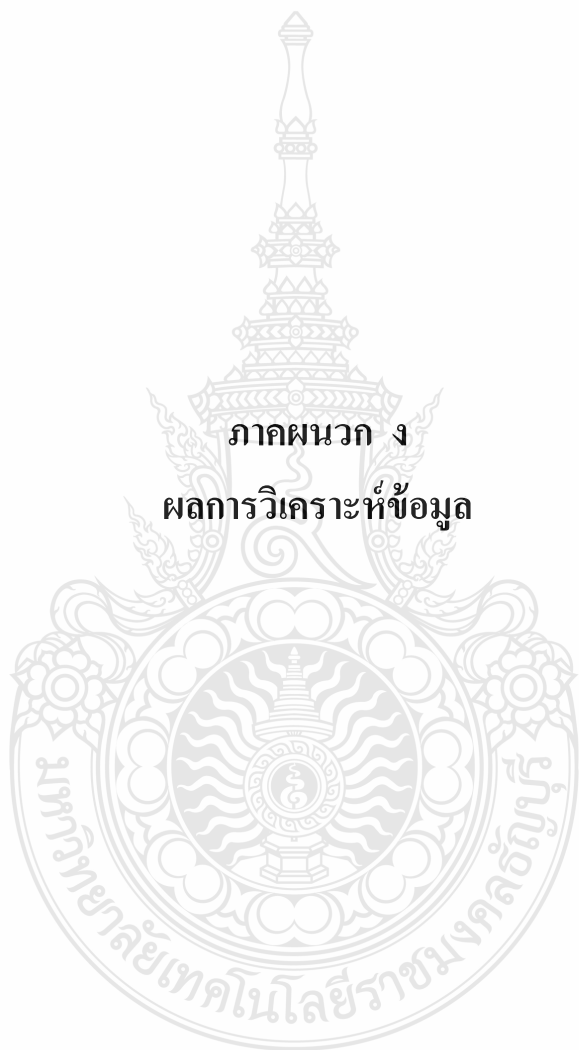 ภาคผนวก ง
ผลการวิเคราะห์ข้อมูล
มหาวิทยาลัยเทคโนโลยีราชมงคลธัญบุรี